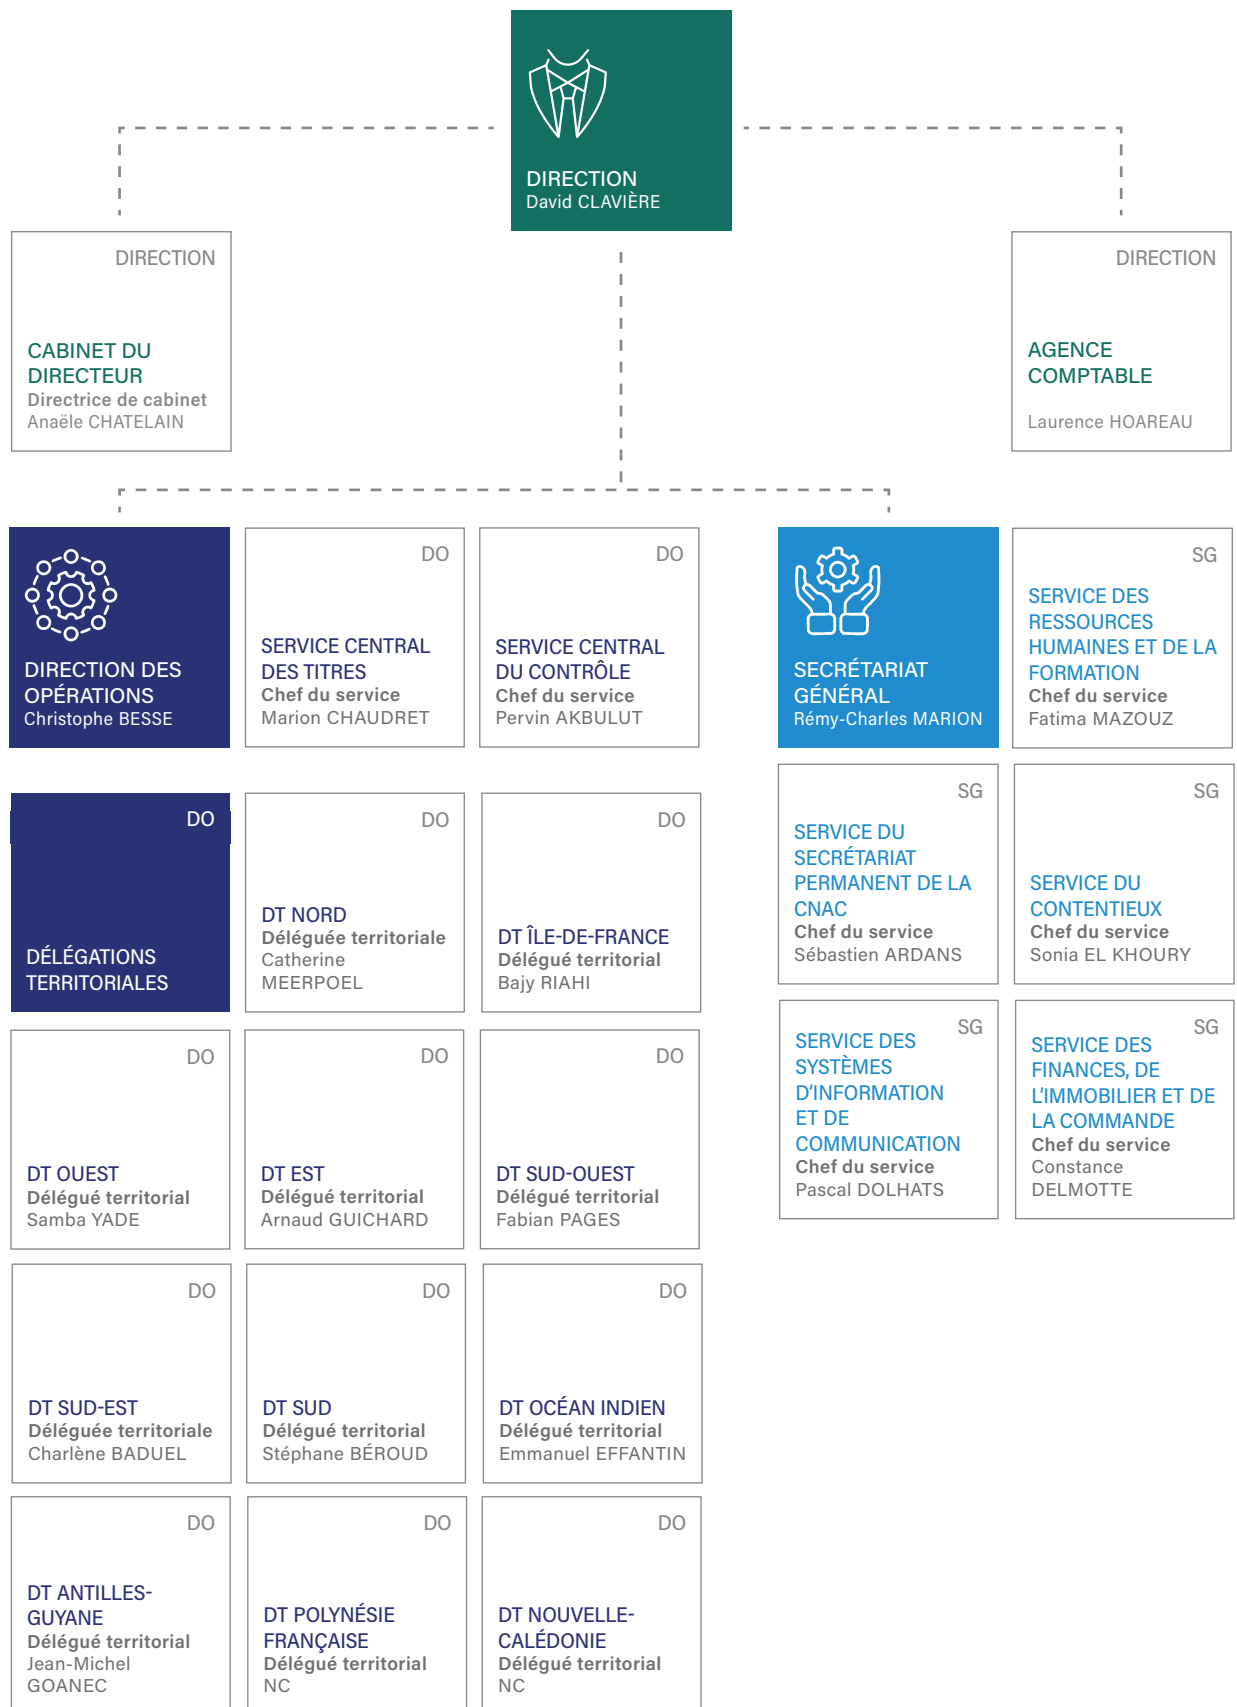 DIRECTION
David CLAVIÈRE
DIRECTION
CABINET DU
DIRECTEUR
Directrice de cabinet
Anaële CHATELAIN
DIRECTION
AGENCE
COMPTABLE
Laurence HOAREAU
DIRECTION DES
OPÉRATIONS
Christophe BESSE
DO
SERVICE CENTRAL
DES TITRES
Chef du service
Marion CHAUDRET
DO
SERVICE CENTRAL
DU CONTRÔLE
Chef du service
Pervin AKBULUT
SECRÉTARIAT
GÉNÉRAL
Rémy-Charles MARION
SG
SERVICE DES
RESSOURCES
HUMAINES ET DE LA
FORMATION
Chef du service
Fatima MAZOUZ
DO
DÉLÉGATIONS
TERRITORIALES
DO
DT NORD
Déléguée territoriale
Catherine
MEERPOEL
DO
DT ÎLE-DE-FRANCE
Délégué territorial
Bajy RIAHI
SG
SERVICE DU
SECRÉTARIAT
PERMANENT DE LA
CNAC
Chef du service
Sébastien ARDANS
SG
SERVICE DU
CONTENTIEUX
Chef du service
Sonia EL KHOURY
DO
DT OUEST
Délégué territorial
Samba YADE
DO
DT EST
Délégué territorial
Arnaud GUICHARD
DO
DT SUD-OUEST
Délégué territorial
Fabian PAGES
SG
SERVICE DES
SYSTÈMES
D'INFORMATION
ET DE
COMMUNICATION
Chef du service
Pascal DOLHATS
SG
SERVICE DES
FINANCES, DE
L'IMMOBILIER ET DE
LA COMMANDE
Chef du service
Constance
DELMOTTE
DO
DT SUD-EST
Déléguée territoriale
Charlène BADUEL
DO
DT SUD
Délégué territorial
Stéphane BÉROUD
DO
DT OCÉAN INDIEN
Délégué territorial
Emmanuel EFFANTIN
DO
DT ANTILLES-
GUYANE
Délégué territorial
Jean-Michel
GOANEC
DO
DT POLYNÉSIE
FRANÇAISE
Délégué territorial
NC
DO
DT NOUVELLE-
CALÉDONIE
Délégué territorial
NC